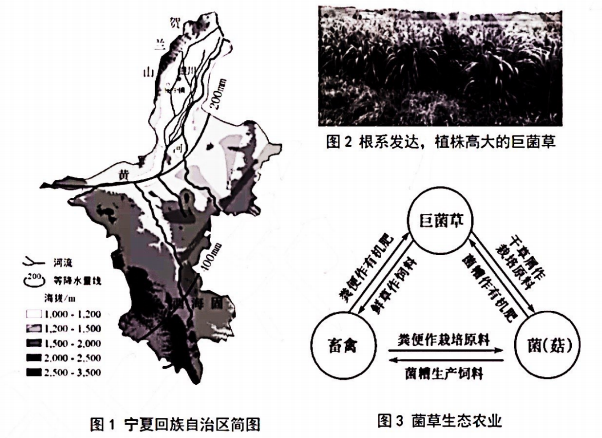 贺
兰
山
银川
200mm
黄
河
400mm
固
河流
200
等降水量线
海拔/m
1,000 - 1,200
1,200 - 1,500
1,500 - 2,000
2,000 - 2,500
2,500 - 3,500
图1 宁夏回族自治区简图
图2 根系发达，植株高大的巨菌草
巨菌草
粪便作有机肥
鲜草作饲料
干草屑作
栽培原料
菌糟作有机肥
畜禽
粪便作栽培原料
菌糟生产饲料
菌(菇)
图3 菌草生态农业